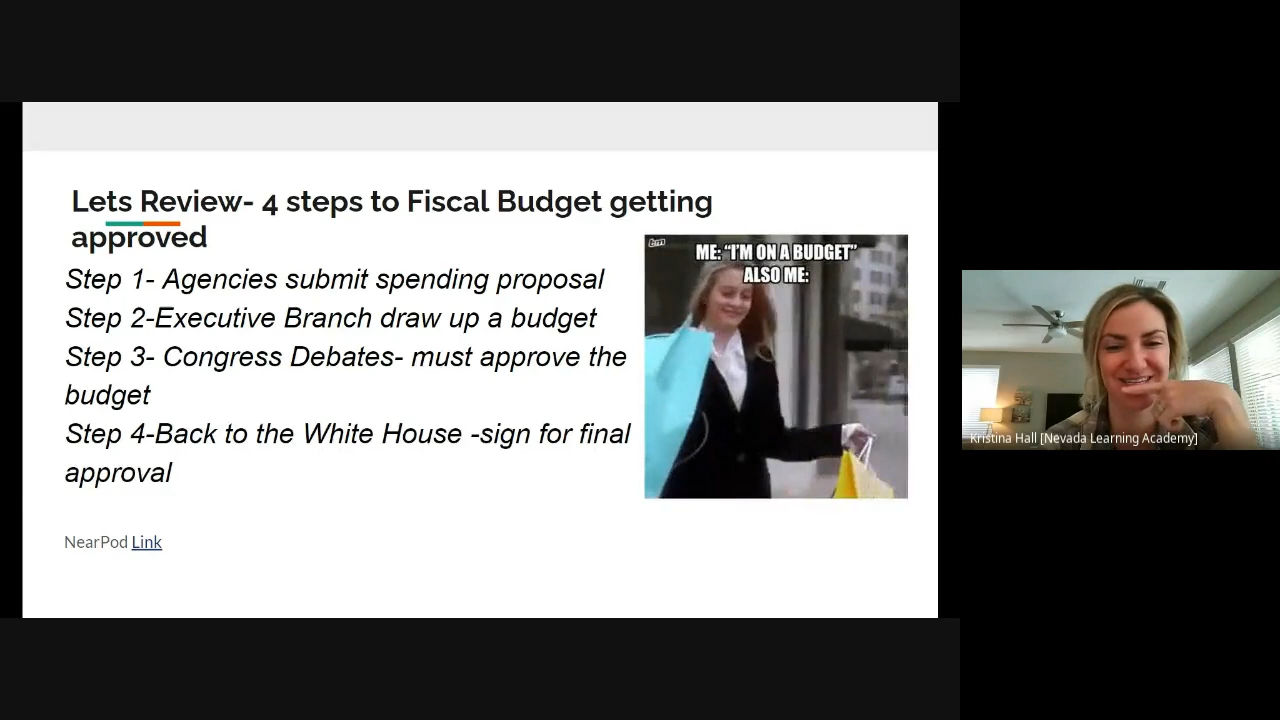 Lets Review- 4 steps to Fiscal Budget getting
approved
Step 1- Agencies submit spending proposal
Step 2-Executive Branch draw up a budget
Step 3- Congress Debates- must approve the
budget
Step 4-Back to the White House -sign for final
approval
NearPod Link
tm
ME: "I'M ON A BUDGET"
ALSO ME:
Kristina Hall [Nevada Learning Academy]